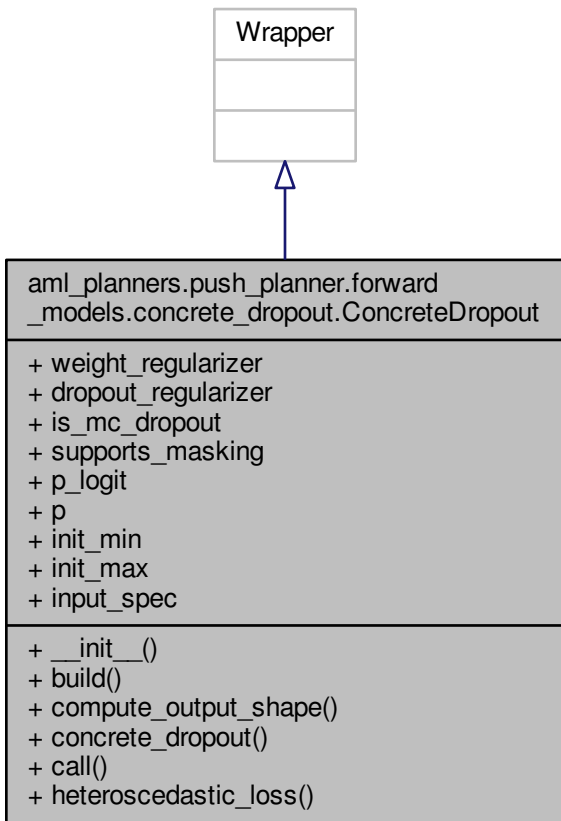 Wrapper
aml_planners.push_planner.forward
_models.concrete_dropout.ConcreteDropout
+ weight_regularizer
+ dropout_regularizer
+ is_mc_dropout
+ supports_masking
+ p_logit
+ p
+ init_min
+ init_max
+ input_spec
+ __init__()
+ build()
+ compute_output_shape()
+ concrete_dropout()
+ call()
+ heteroscedastic_loss()